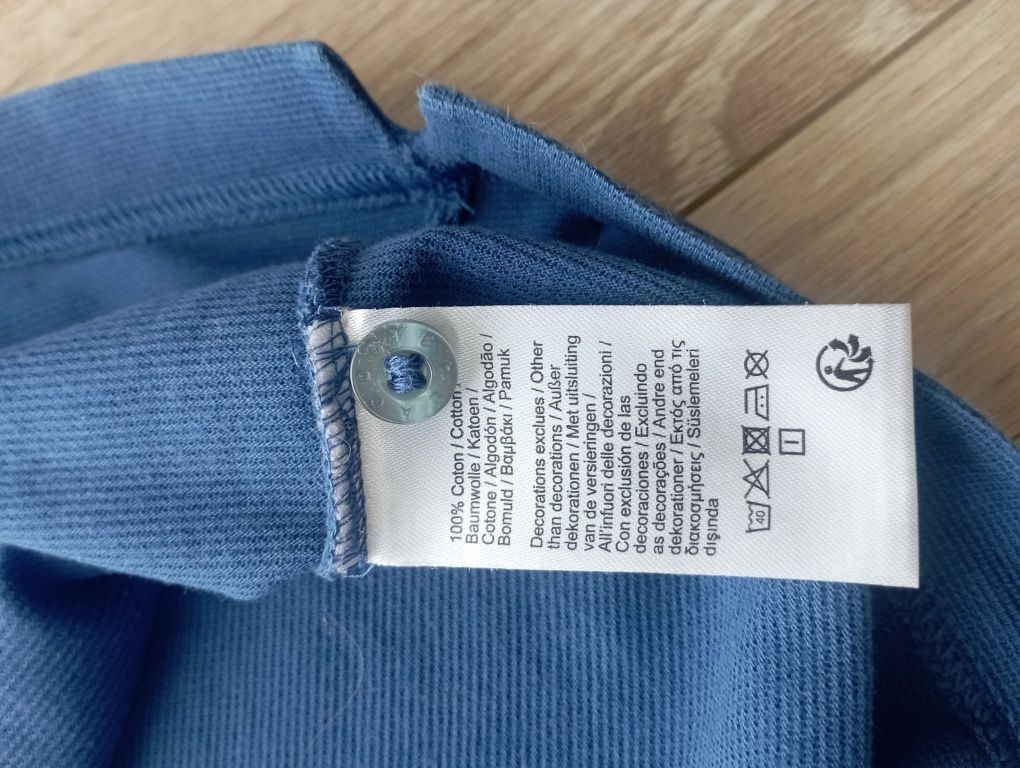 100% Coton / Cotton /
Baumwolle / Katoen /
Cotone / Algodón / Algodão /
Bomuld / Βαμβάκι / Pamuk
Decorations exclues / Other
than decorations / Außer
dekorationen / Met uitsluiting
van de versieringen /
All'infuori delle decorazioni /
Con exclusión de las
decoraciones / Excluindo
as decorações / Andre end
dekorationer / Εκτός από τις
διακοσμήσεις / Süslemeleri
dışında
40